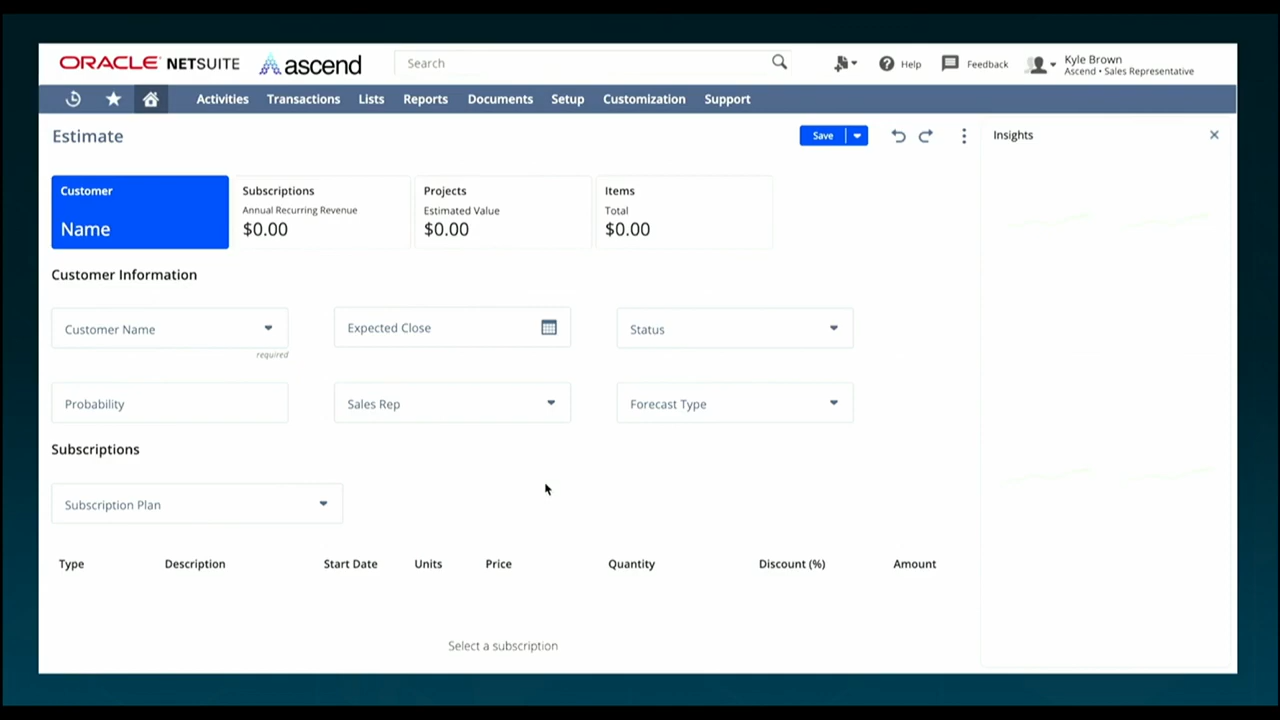 ORACLE NETSUITE ascend Search Help Feedback Kyle Brown
Ascend • Sales Representative
Activities Transactions Lists Reports Documents Setup Customization Support
Estimate Save Insights
Customer Subscriptions Projects Items
Annual Recurring Revenue Estimated Value Total
Name $0.00 $0.00 $0.00
Customer Information
Customer Name Expected Close Status
required
Probability Sales Rep Forecast Type
Subscriptions
Subscription Plan
Type Description Start Date Units Price Quantity Discount (%) Amount
Select a subscription